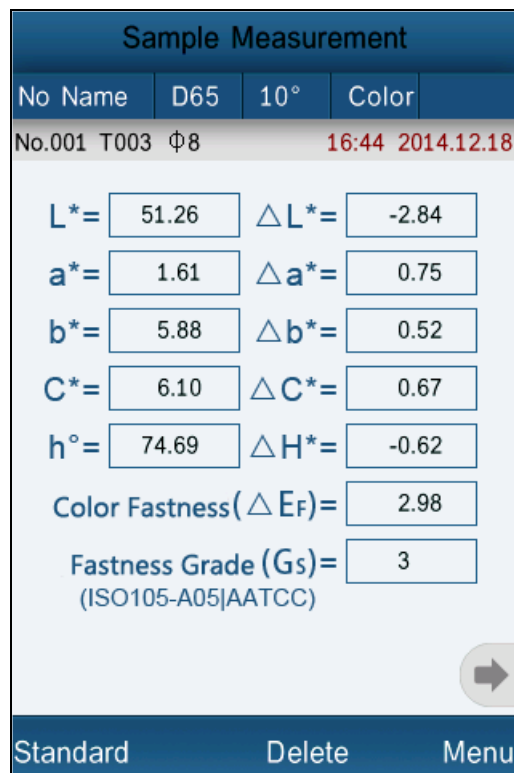 Sample Measurement
No Name D65 10° Color
No.001 T003 Φ8 16:44 2014.12.18
L*= 51.26 △L*= -2.84
a*= 1.61 △a*= 0.75
b*= 5.88 △b*= 0.52
C*= 6.10 △C*= 0.67
h°= 74.69 △H*= -0.62
Color Fastness(△EF)= 2.98
Fastness Grade (Gs)= 3
(ISO105-A05|AATCC)
Standard Delete Menu